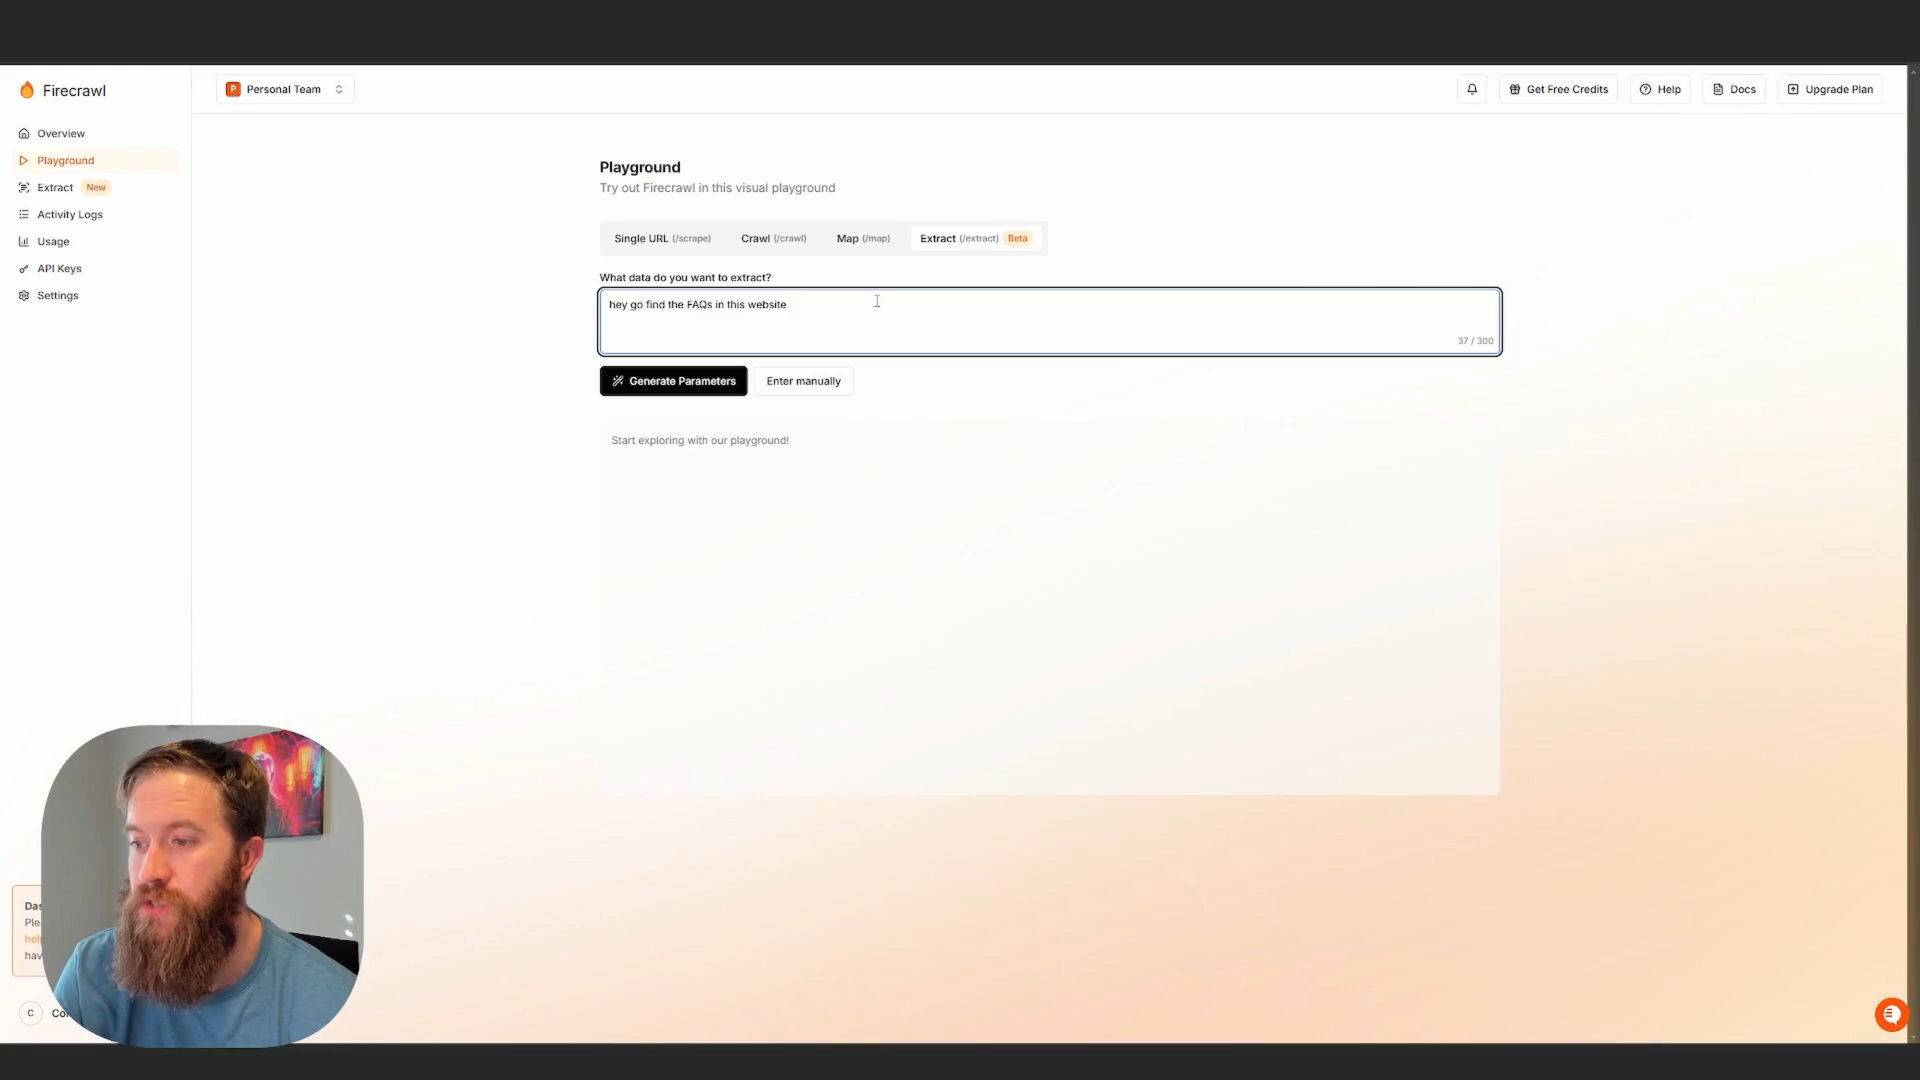 Firecrawl
P Personal Team
Get Free Credits
Help
Docs
Upgrade Plan
Overview
Playground
Extract New
Activity Logs
Usage
API Keys
Settings
Playground
Try out Firecrawl in this visual playground
Single URL (/scrape)
Crawl (/crawl)
Map (/map)
Extract (/extract) Beta
What data do you want to extract?
hey go find the FAQs in this website
37 / 300
Generate Parameters
Enter manually
Start exploring with our playground!
C